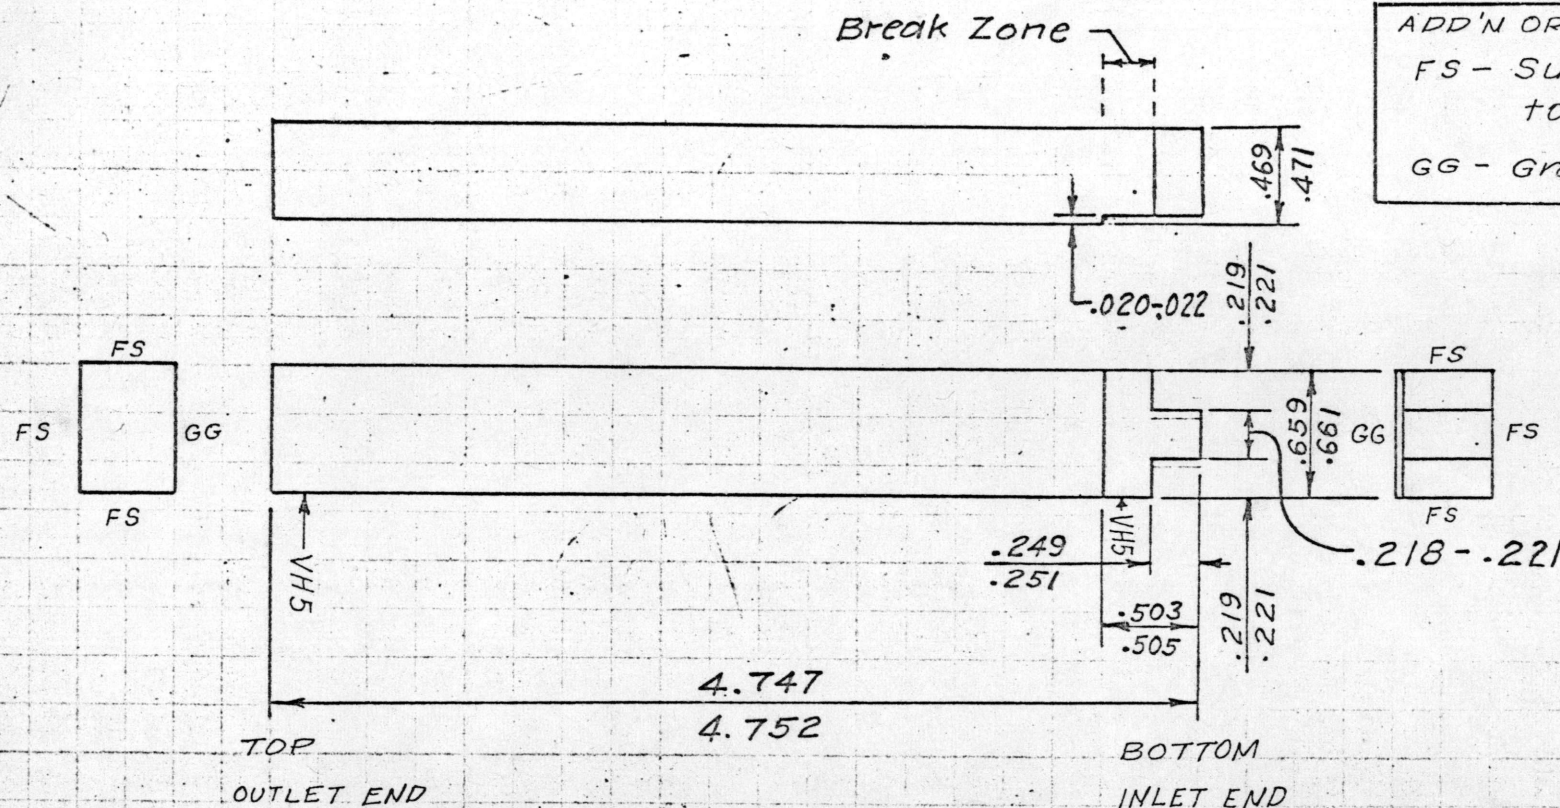 Break Zone
ADD'N OR
FS - Su
to
GG - Gra
.469
.471
.020-.022
.219
.221
FS
FS
GG
FS
FS
.659
.661
GG
FS
FS
VH5
VH5
.249
.251
.218 - .221
.503
.505
.219
.221
4.747
4.752
TOP
OUTLET END
BOTTOM
INLET END